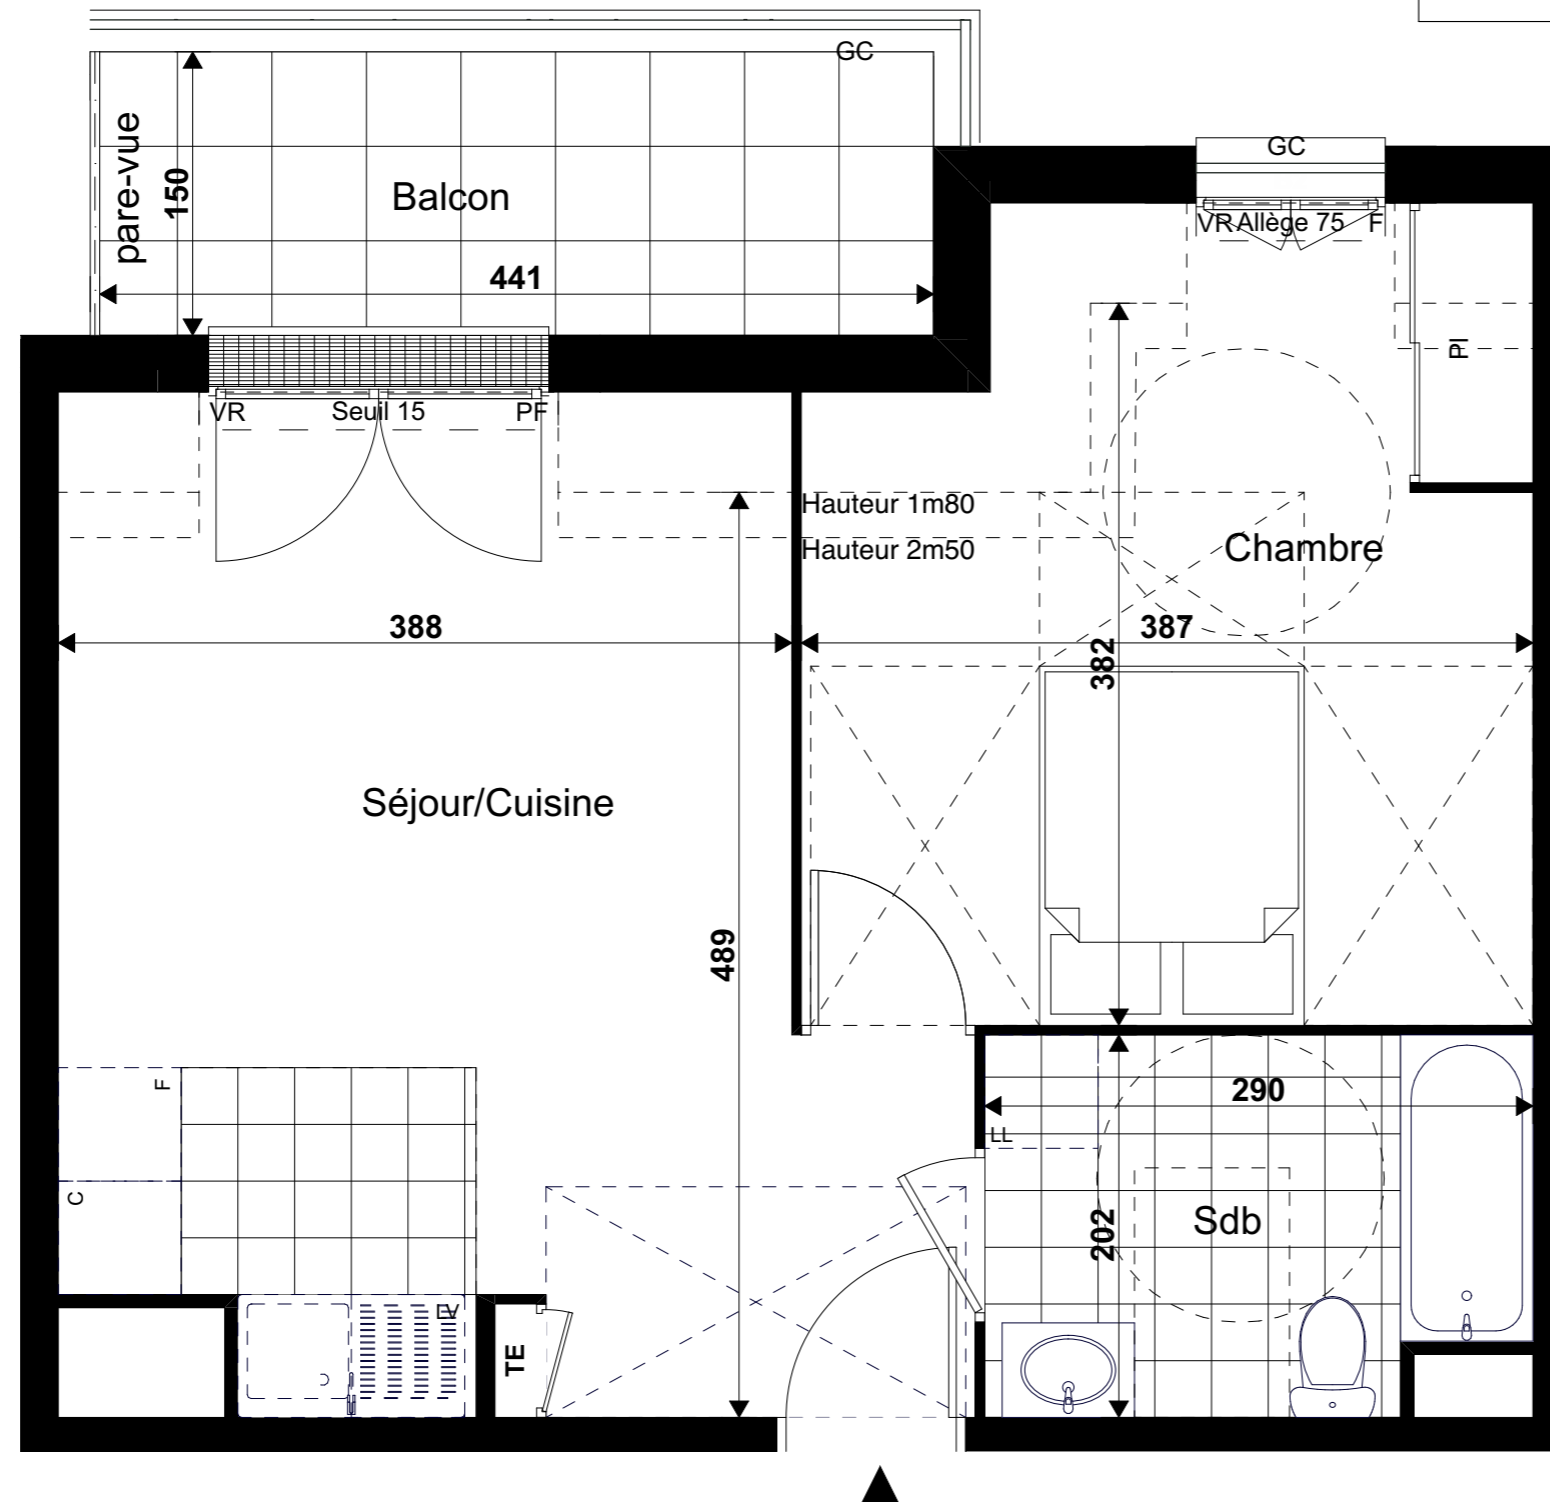 GC
pare-vue
150
Balcon
441
GC
VR Allège 75 F
PI
VR Seuil 15 PF
Hauteur 1m80
Hauteur 2m50
Chambre
388
387
382
Séjour/Cuisine
489
F
C
290
LL
202
Sdb
LV
TE